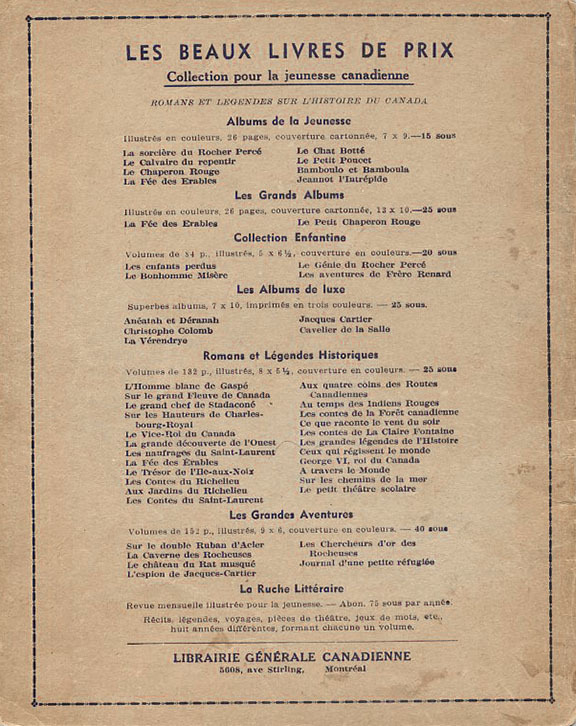 LES BEAUX LIVRES DE PRIX
Collection pour la jeunesse canadienne
ROMANS ET LEGENDES SUR L'HISTOIRE DU CANADA
Albums de la Jeunesse
Illustrés en couleurs, 26 pages, couverture cartonnée, 7 x 9.—15 sous
La sorcière du Rocher Percé
Le Calvaire du repentir
Le Chaperon Rouge
La Fée des Erables
Le Chat Botté
Le Petit Poucet
Bamboulo et Bamboula
Jeannot l'Intrépide
Les Grands Albums
Illustrés en couleurs, 26 pages, couverture cartonnée, 13 x 10.—25 sous
La Fée des Erables
Le Petit Chaperon Rouge
Collection Enfantine
Volumes de 84 p., illustrés, 5 x 6½, couverture en couleurs.—20 sous
Les enfants perdus
Le Bonhomme Misère
Le Génie du Rocher Percé
Les aventures de Frère Renard
Les Albums de luxe
Superbes albums, 7 x 10, imprimés en trois couleurs. — 25 sous.
Anéatah et Déranah
Christophe Colomb
La Vérendrye
Jacques Cartier
Cavelier de la Salle
Romans et Légendes Historiques
Volumes de 132 p., illustrés, 8 x 5½, couverture en couleurs. — 25 sous
L'Homme blanc de Gaspé
Sur le grand Fleuve de Canada
Le grand chef de Stadaconé
Sur les Hauteurs de Charles-
bourg-Royal
Le Vice-Roi du Canada
La grande découverte de l'Ouest
Les naufragés du Saint-Laurent
La Fée des Érables
Le Trésor de l'Ile-aux-Noix
Les Contes du Richelieu
Aux Jardins du Richelieu
Les Contes du Saint-Laurent
Aux quatre coins des Routes
Canadiennes
Au temps des Indiens Rouges
Les contes de la Forêt canadienne
Ce que raconte le vent du soir
Les contes de La Claire Fontaine
Les grandes légendes de l'Histoire
Ceux qui régissent le monde
George VI, roi du Canada
A travers le Monde
Sur les chemins de la mer
Le petit théâtre scolaire
Les Grandes Aventures
Volumes de 152 p., illustrés, 9 x 6, couverture en couleurs. — 40 sous
Sur le double Ruban d'Acier
La Caverne des Rocheuses
Le château du Rat musqué
L'espion de Jacques-Cartier
Les Chercheurs d'or des
Rocheuses
Journal d'une petite réfugiée
La Ruche Littéraire
Revue mensuelle illustrée pour la jeunesse. — Abon. 75 sous par année.
Récits, légendes, voyages, pièces de théâtre, jeux de mots, etc.,
huit années différentes, formant chacune un volume.
LIBRAIRIE GÉNÉRALE CANADIENNE
5608, ave Stirling, Montréal